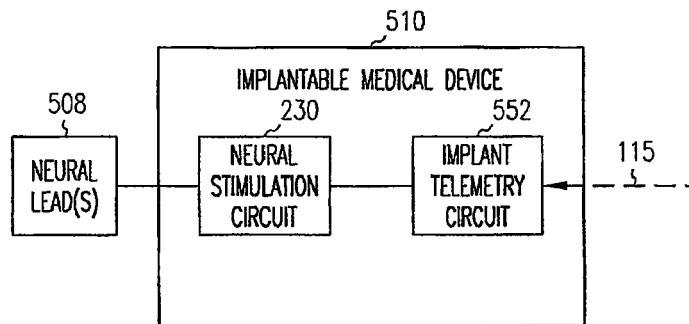 510
IMPLANTABLE MEDICAL DEVICE
508
230
552
115
NEURAL
LEAD(S)
NEURAL
STIMULATION
CIRCUIT
IMPLANT
TELEMETRY
CIRCUIT